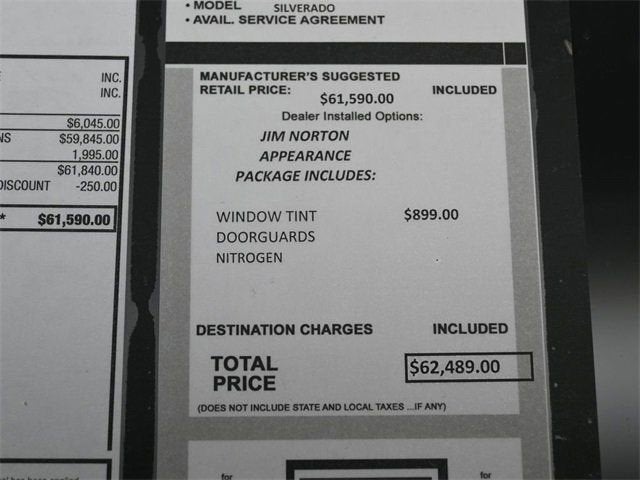 INC.
INC.
$6,045.00
NS $59,845.00
1,995.00
$61,840.00
DISCOUNT -250.00
* $61,590.00
• MODEL SILVERADO
• AVAIL. SERVICE AGREEMENT
MANUFACTURER'S SUGGESTED
RETAIL PRICE: $61,590.00 INCLUDED
Dealer Installed Options:
JIM NORTON
APPEARANCE
PACKAGE INCLUDES:
WINDOW TINT $899.00
DOORGUARDS
NITROGEN
DESTINATION CHARGES INCLUDED
TOTAL
PRICE $62,489.00
(DOES NOT INCLUDE STATE AND LOCAL TAXES ...IF ANY)
for for